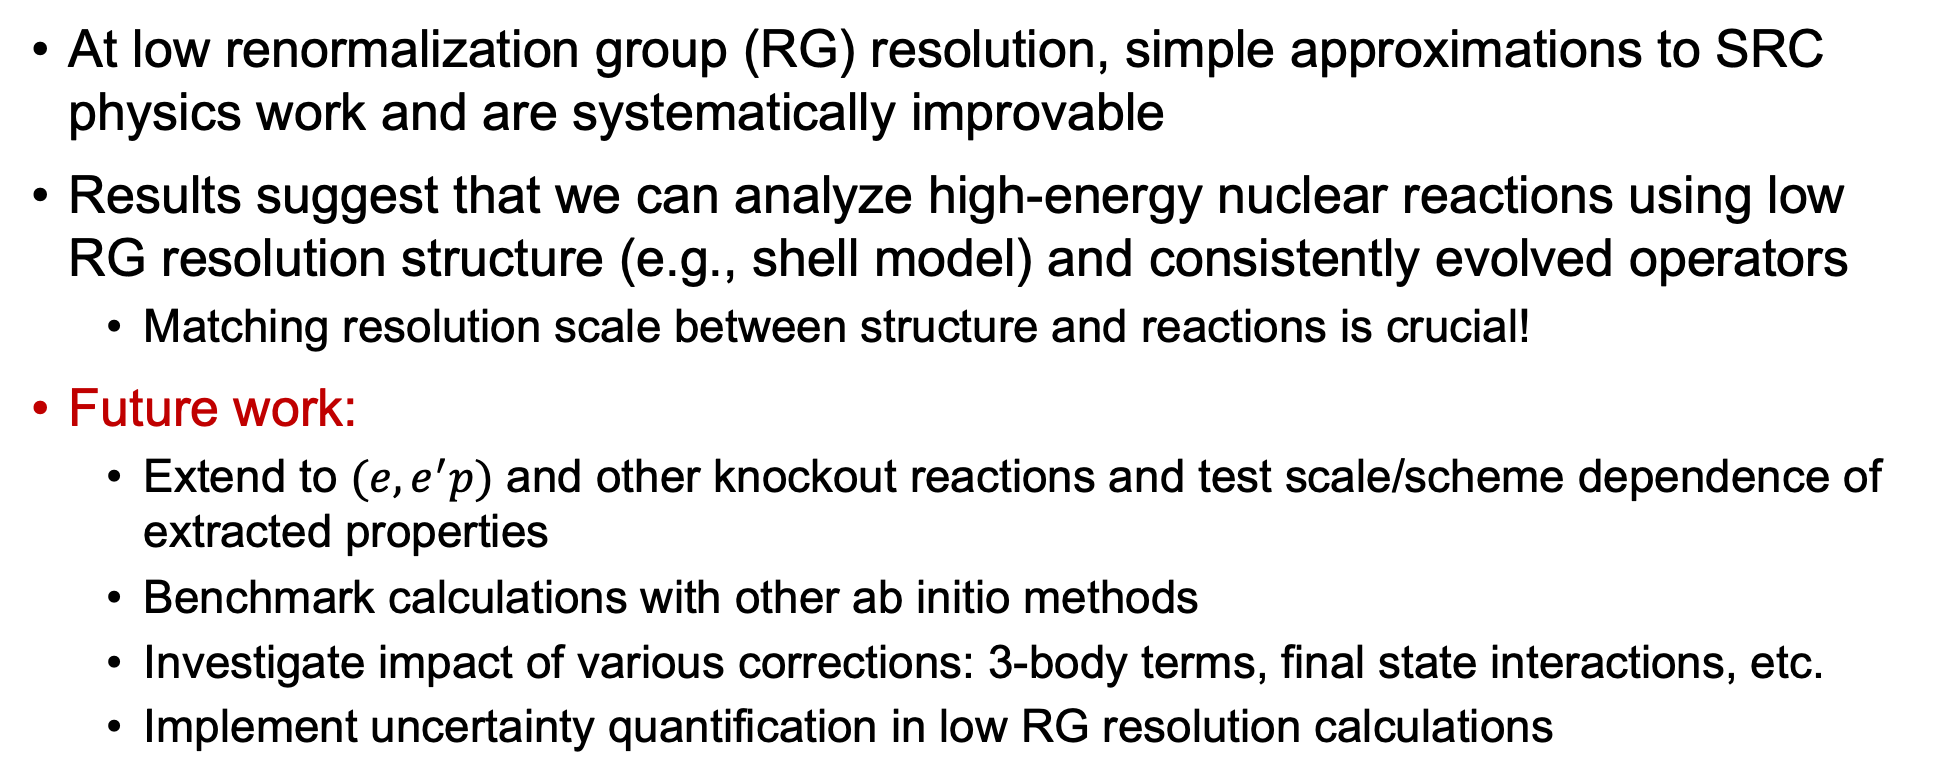 • At low renormalization group (RG) resolution, simple approximations to SRC
physics work and are systematically improvable
• Results suggest that we can analyze high-energy nuclear reactions using low
RG resolution structure (e.g., shell model) and consistently evolved operators
• Matching resolution scale between structure and reactions is crucial!
• Future work:
• Extend to (e, e′p) and other knockout reactions and test scale/scheme dependence of
extracted properties
• Benchmark calculations with other ab initio methods
• Investigate impact of various corrections: 3-body terms, final state interactions, etc.
• Implement uncertainty quantification in low RG resolution calculations